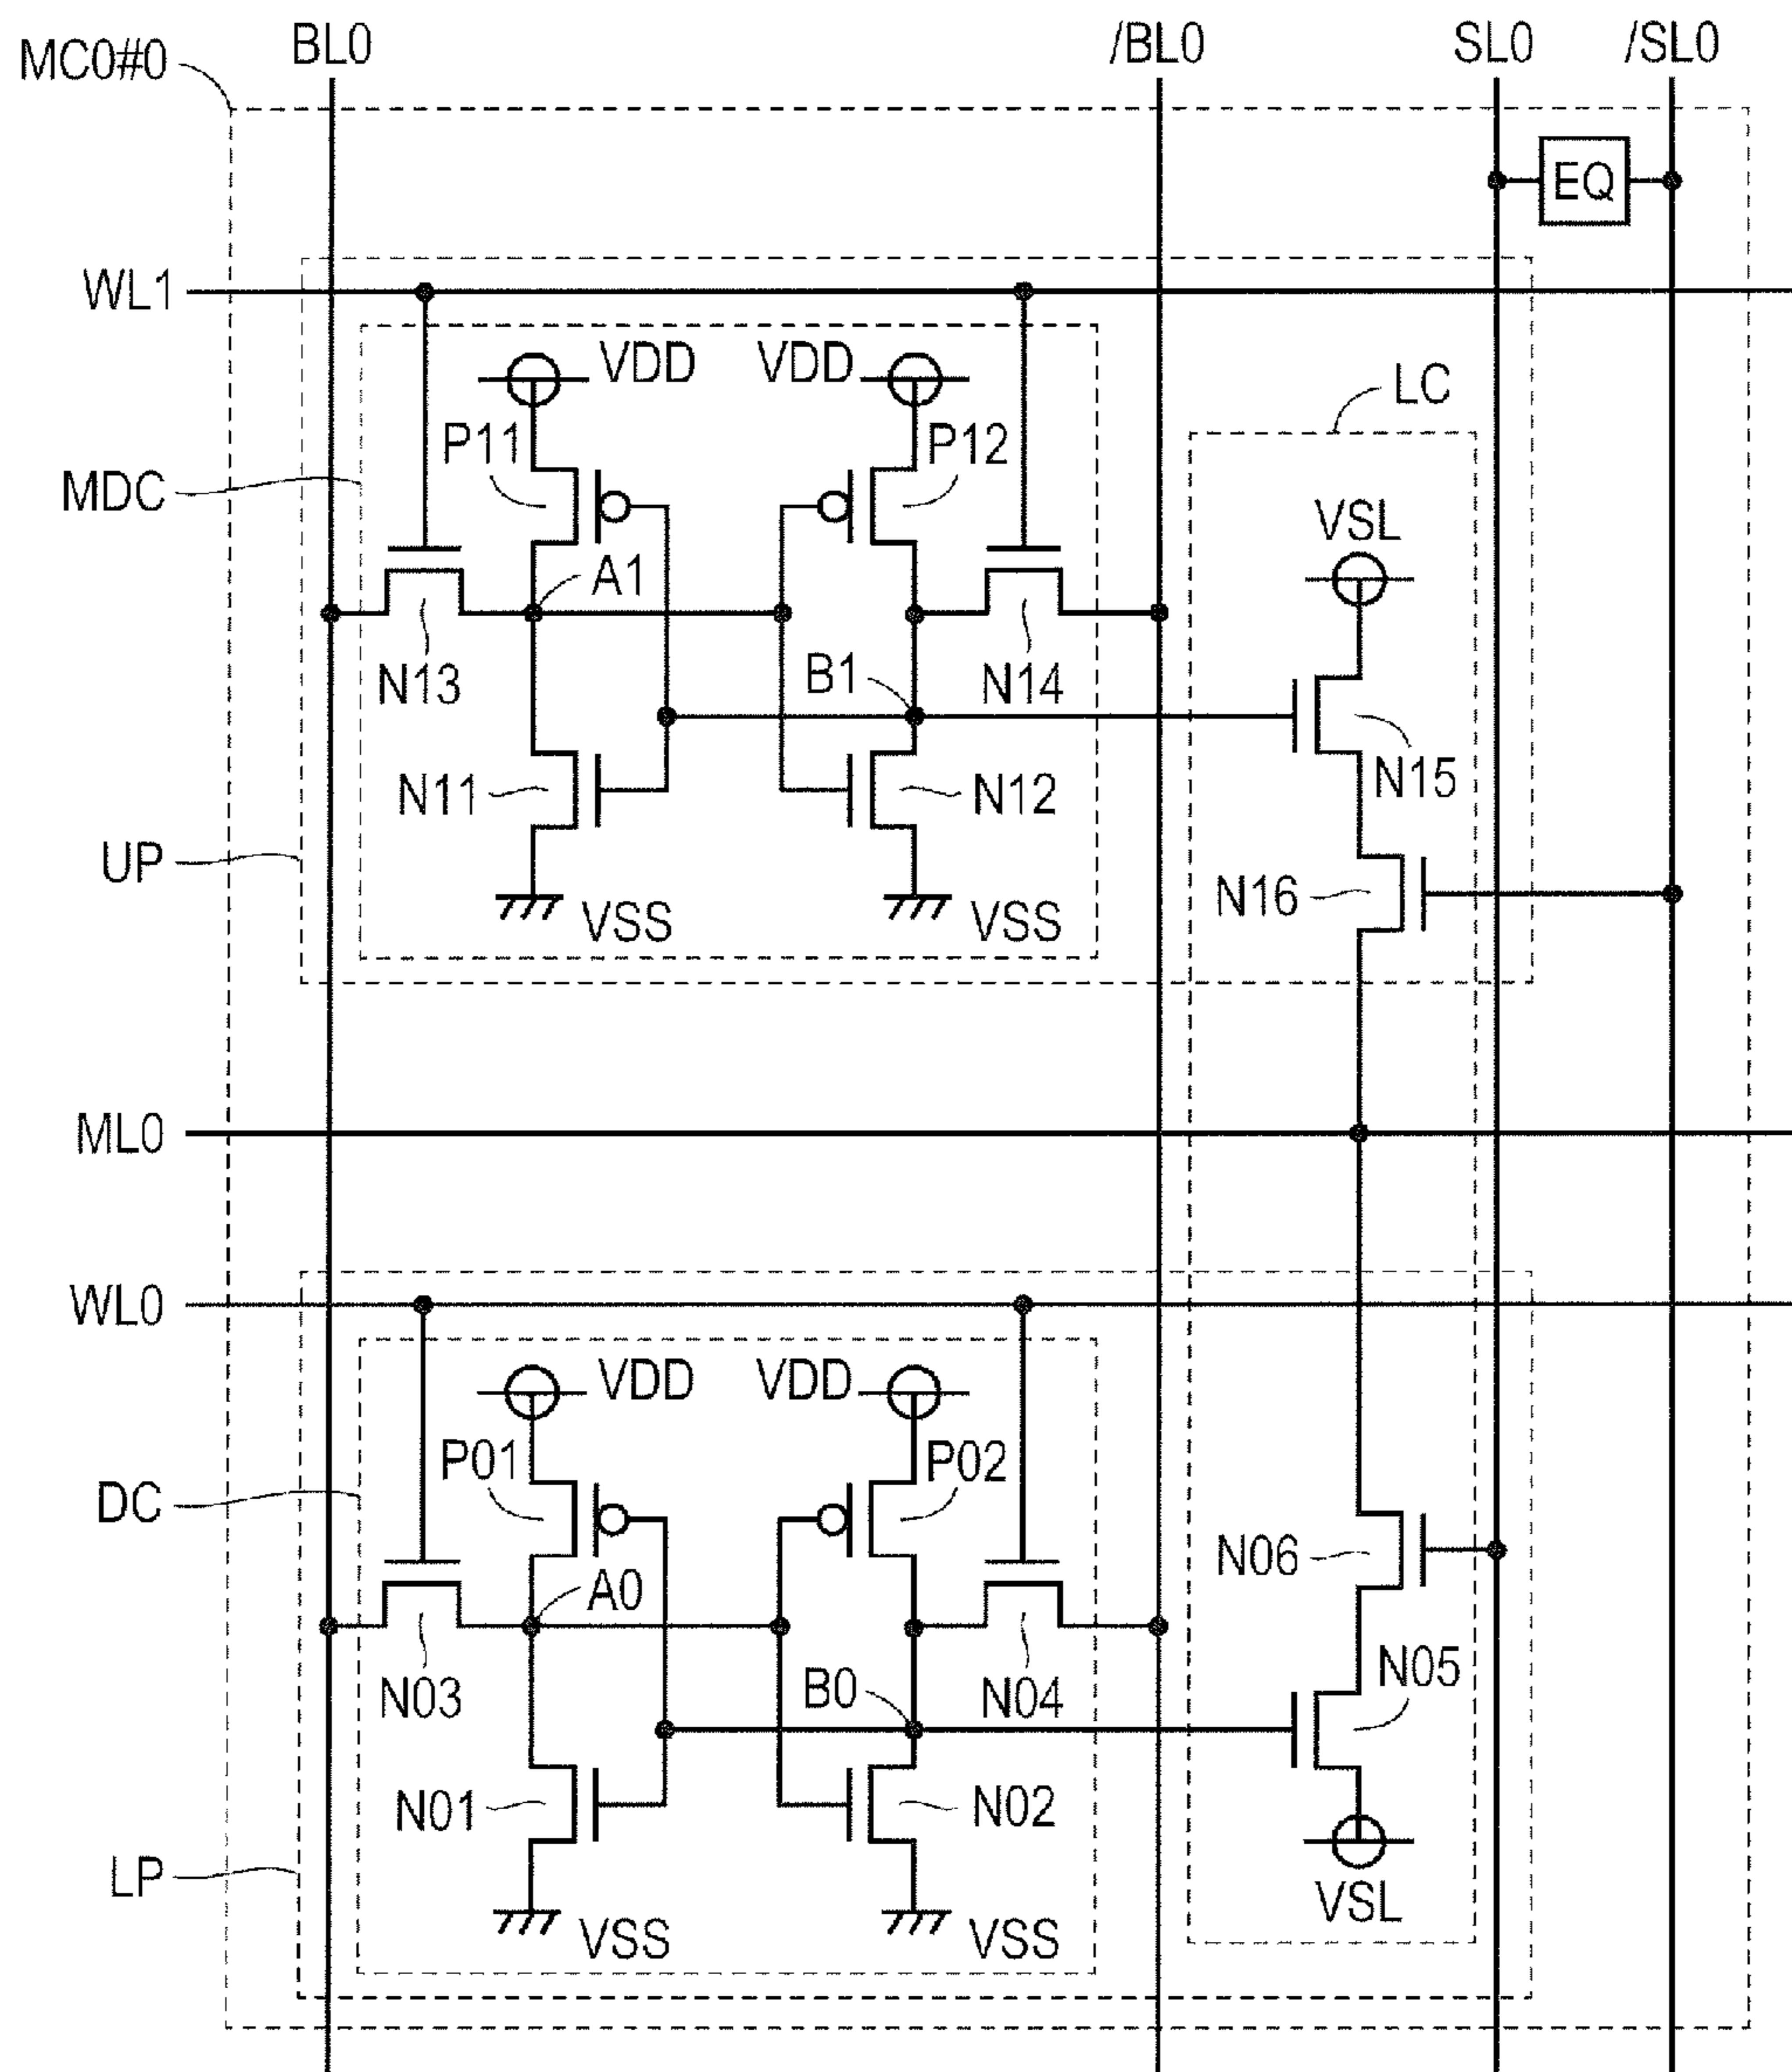 MC0#0
BL0
/BL0
SL0
/SL0
EQ
WL1
VDD
VDD
LC
P11
P12
MDC
VSL
A1
N13
B1
N14
N15
N11
N12
UP
N16
VSS
VSS
ML0
WL0
VDD
VDD
P01
P02
DC
N06
A0
N03
B0
N04
N05
N01
N02
LP
VSL
VSS
VSS